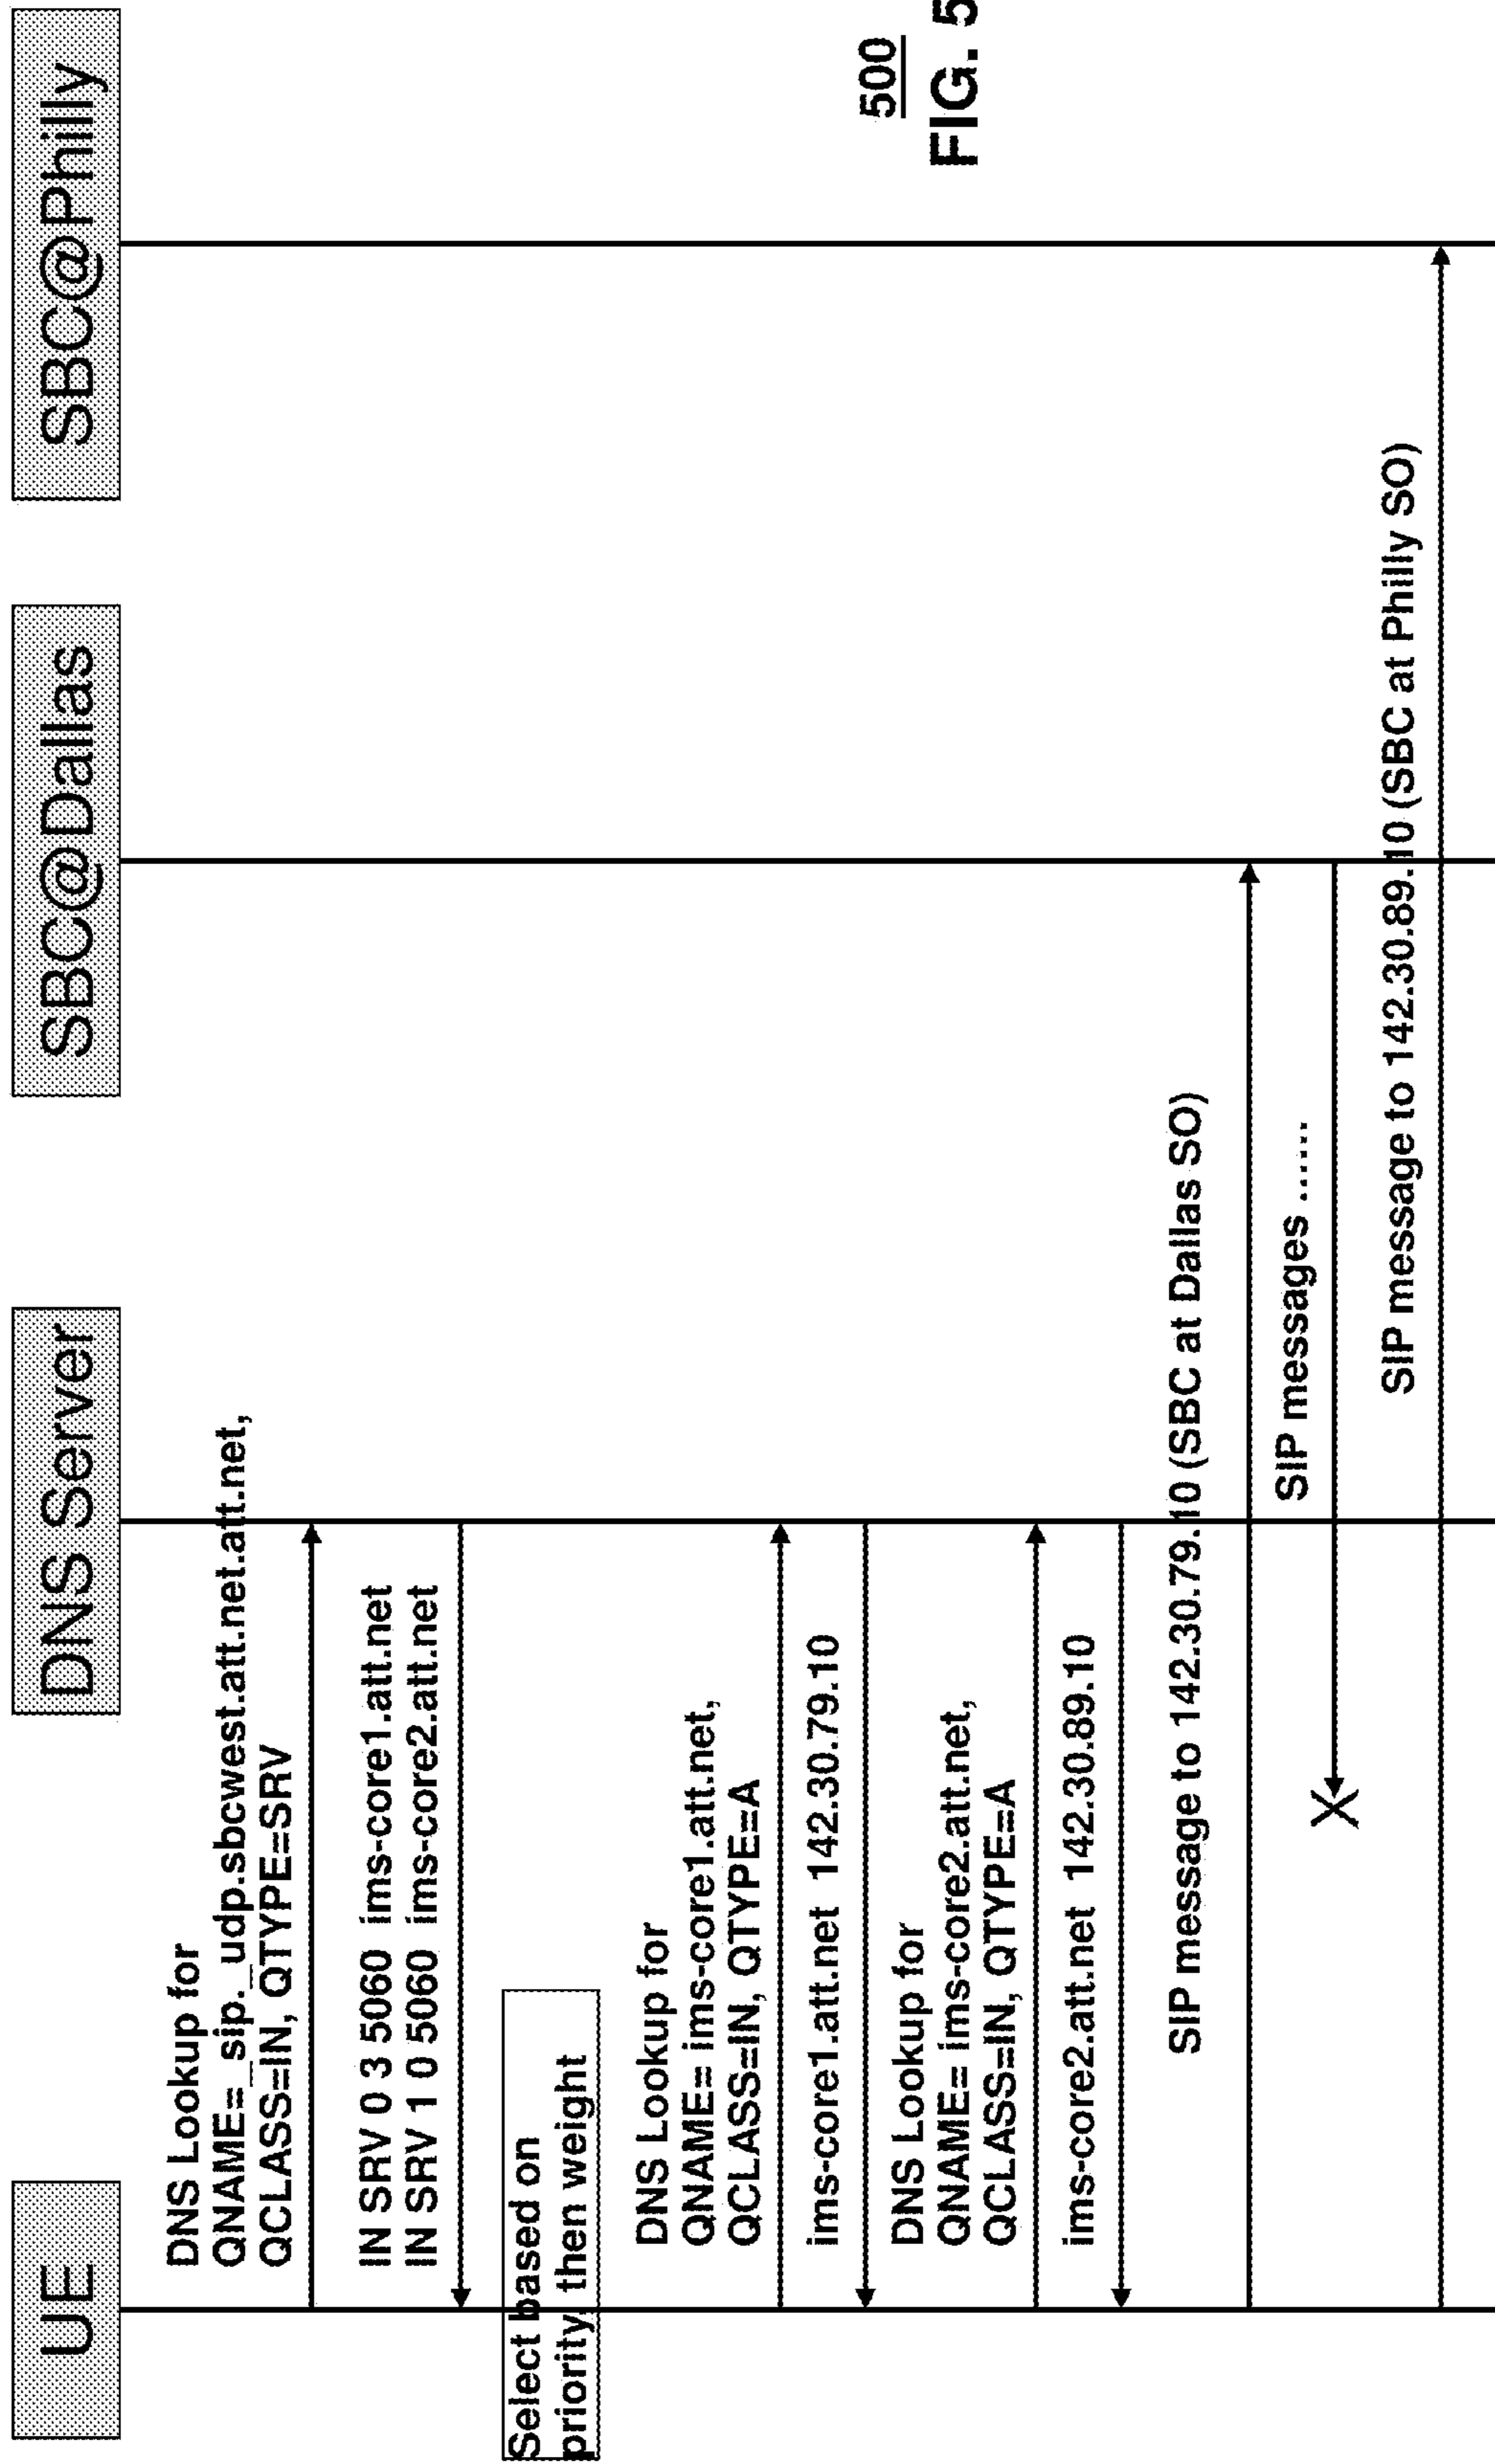 UE
DNS Server
SBC@Dallas
SBC@Philly
DNS Lookup for
QNAME=_sip._udp.sbcwest.att.net.att.net,
QCLASS=IN, QTYPE=SRV
IN SRV 0 3 5060 ims-core1.att.net
IN SRV 1 0 5060 ims-core2.att.net
Select based on
priority, then weight
DNS Lookup for
QNAME= ims-core1.att.net,
QCLASS=IN, QTYPE=A
ims-core1.att.net 142.30.79.10
DNS Lookup for
QNAME= ims-core2.att.net,
QCLASS=IN, QTYPE=A
ims-core2.att.net 142.30.89.10
SIP message to 142.30.79.10 (SBC at Dallas SO)
SIP messages ......
X
SIP message to 142.30.89.10 (SBC at Philly SO)
500
FIG. 5